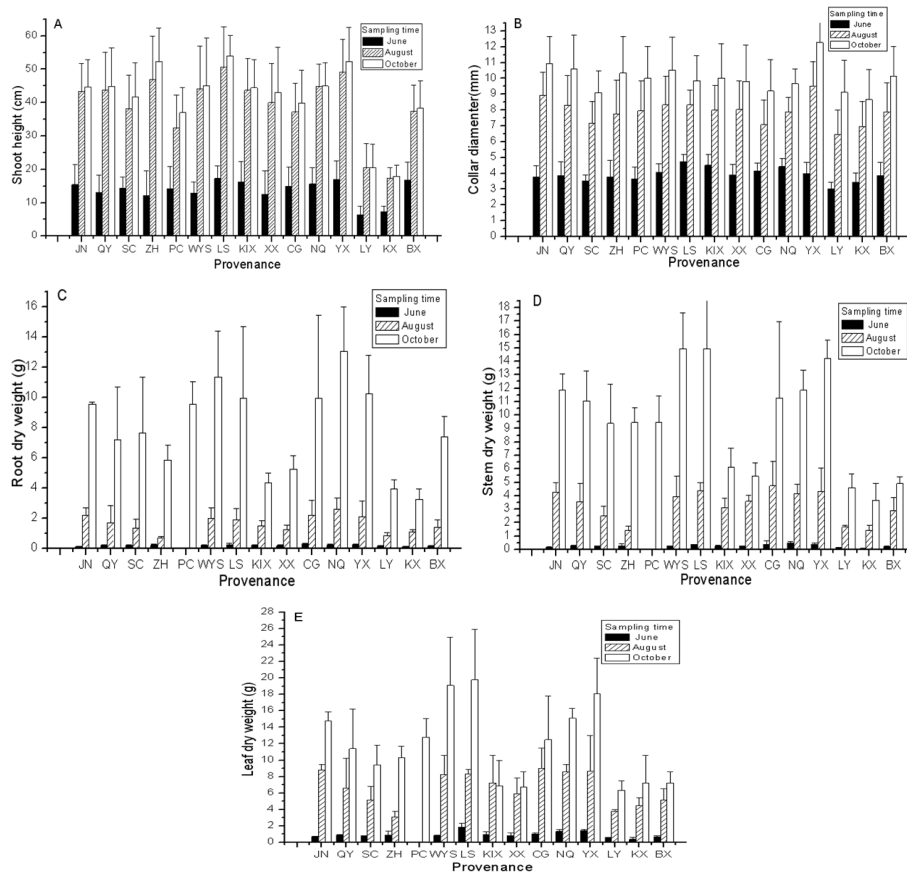 A
Sampling time
June
August
October
Shoot height (cm)
60
50
40
30
20
10
0
JN QY SC ZH PC WYS LS KIX XX CG NQ YX LY KX BX
Provenance
B
Sampling time
June
August
October
Collar diamenter(mm)
13
12
11
10
9
8
7
6
5
4
3
2
1
0
JN QY SC ZH PC WYS LS KIX XX CG NQ YX LY KX BX
Provenance
C
Sampling time
June
August
October
Root dry weight (g)
16
14
12
10
8
6
4
2
0
JN QY SC ZH PC WYS LS KIX XX CG NQ YX LY KX BX
Provenance
D
Sampling time
June
August
October
Stem dry weight (g)
18
17
16
15
14
13
12
11
10
9
8
7
6
5
4
3
2
1
0
JN QY SC ZH PC WYS LS KIX XX CG NQ YX LY KX BX
Provenance
E
Sampling time
June
August
October
Leaf dry weight (g)
28
26
24
22
20
18
16
14
12
10
8
6
4
2
0
JN QY SC ZH PC WYS LS KIX XX CG NQ YX LY KX BX
Provenance